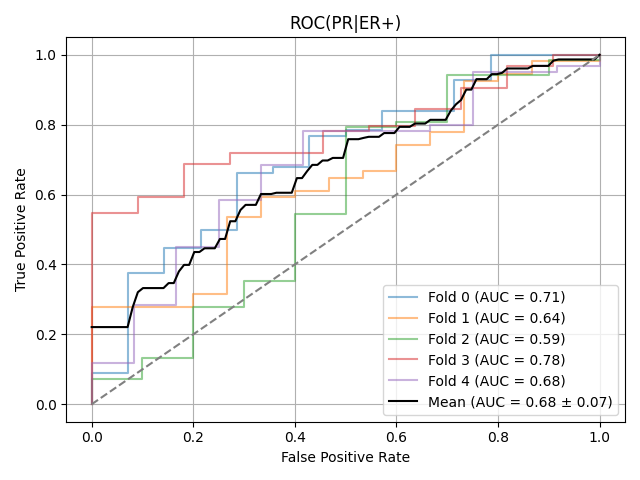 ROC(PR|ER+)
True Positive Rate
1.0
0.8
0.6
0.4
0.2
0.0
Fold 0 (AUC = 0.71)
Fold 1 (AUC = 0.64)
Fold 2 (AUC = 0.59)
Fold 3 (AUC = 0.78)
Fold 4 (AUC = 0.68)
Mean (AUC = 0.68 ± 0.07)
0.0 0.2 0.4 0.6 0.8 1.0
False Positive Rate